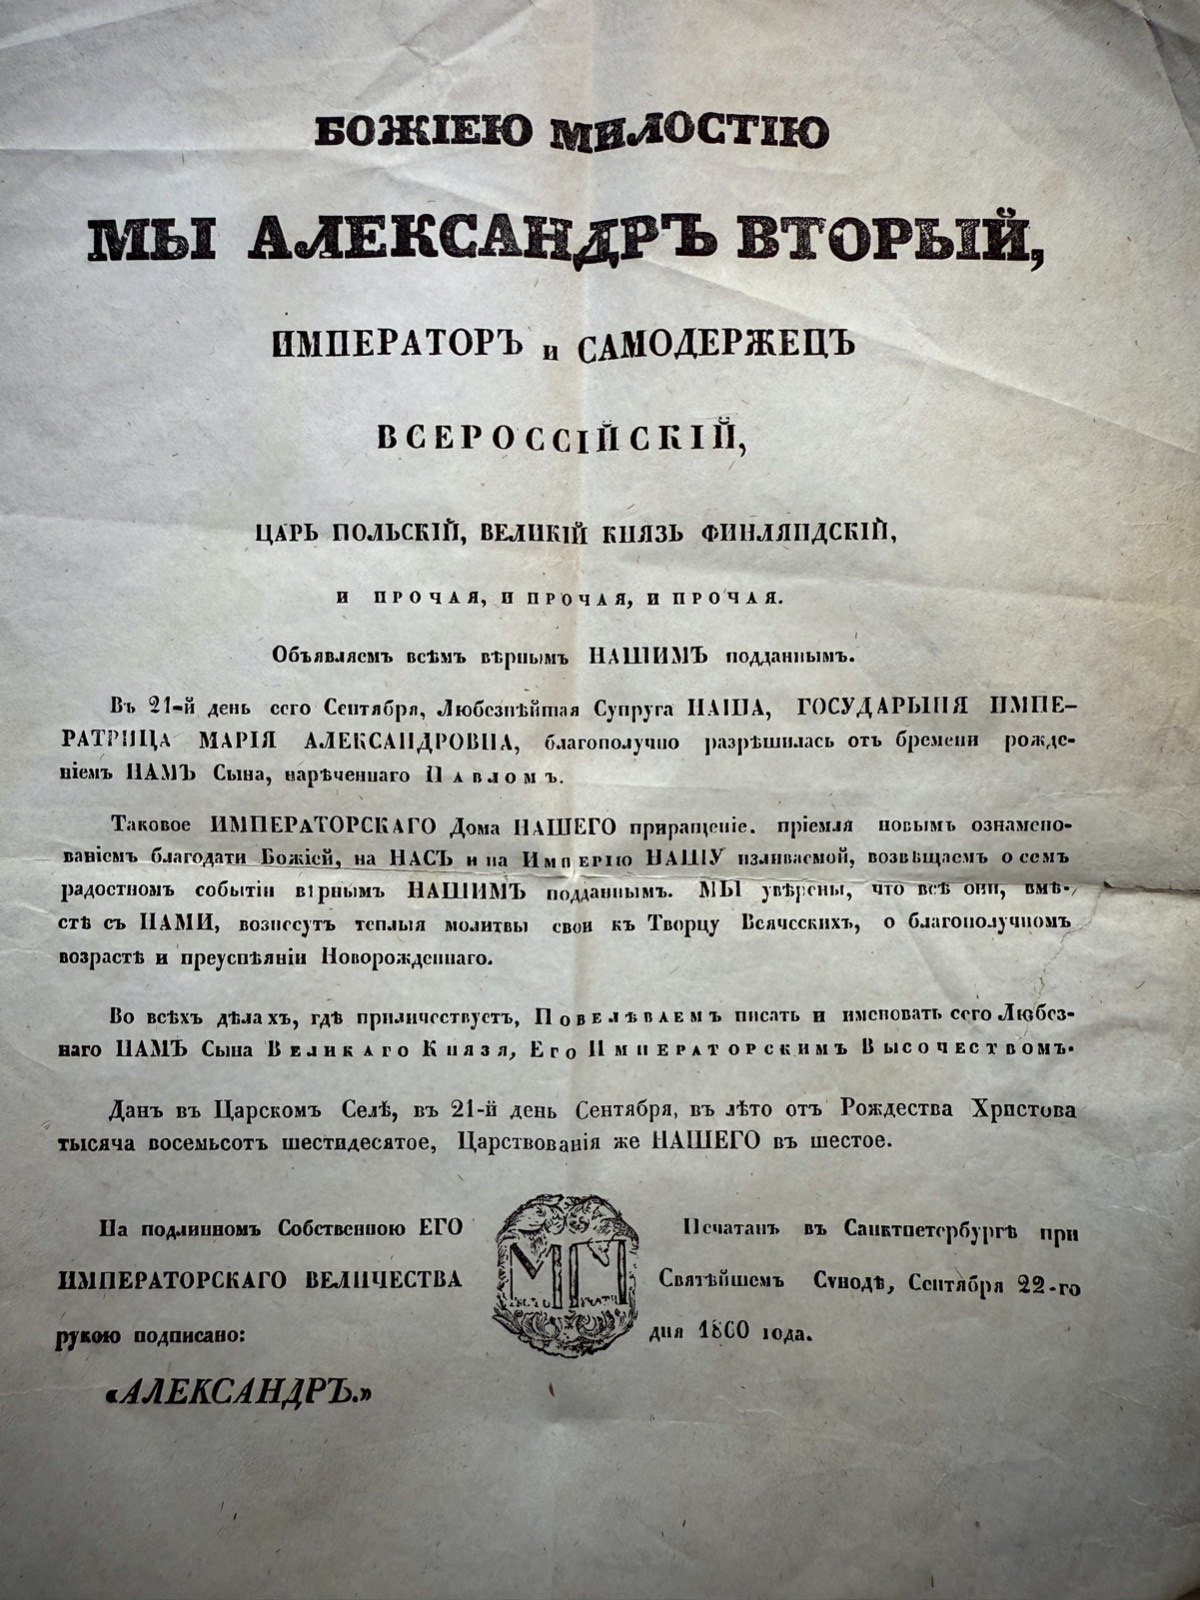 БОЖІЕЮ МИЛОСТІЮ
МЫ АЛЕКСАНДРЪ ВТОРЫЙ,
ИМПЕРАТОРЪ и САМОДЕРЖЕЦЪ
ВСЕРОССІЙСКІЙ,
ЦАРЬ ПОЛЬСКІЙ, ВЕЛИКІЙ КНЯЗЬ ФИНЛЯНДСКІЙ,
И ПРОЧАЯ, И ПРОЧАЯ, И ПРОЧАЯ.
Объявляемъ всѣмъ вѣрнымъ НАШИМЪ подданнымъ.
Въ 21-й день сего Сентября, Любезнѣйшая Супруга НАША, ГОСУДАРЫНЯ ИМПЕ-
РАТРИЦА МАРІЯ АЛЕКСАНДРОВНА, благополучно разрѣшилась отъ бремени рожде-
ніемъ НАМЪ Сына, нарѣченнаго Павломъ.
Таковое ИМПЕРАТОРСКАГО Дома НАШЕГО приращеніе. пріемля новымъ ознамено-
ваніемъ благодати Божіей, на НАСЪ и на Имперію НАШУ изливаемой, возвѣщаемъ о семъ
радостномъ событіи вѣрнымъ НАШИМЪ подданнымъ. МЫ увѣрены, что всѣ они, вмѣ-
стѣ съ НАМИ, вознесутъ теплыя молитвы свои къ Творцу Всяческихъ, о благополучномъ
возрастѣ и преуспѣяніи Новорожденнаго.
Во всѣхъ дѣлахъ, гдѣ приличествуетъ, Повелѣваемъ писать и именовать сего Любез-
наго НАМЪ Сына Великаго Князя, Его Императорскимъ Высочествомъ.
Данъ въ Царскомъ Селѣ, въ 21-й день Сентября, въ лѣто отъ Рождества Христова
тысяча восемьсотъ шестидесятое, Царствованія же НАШЕГО въ шестое.
На подлинномъ Собственною ЕГО
ИМПЕРАТОРСКАГО ВЕЛИЧЕСТВА
рукою подписано:
«АЛЕКСАНДРЪ.»
МП
МѢСТО ПЕЧАТИ
Печатанъ въ Санктпетербургѣ при
Святѣйшемъ Сѵнодѣ, Сентября 22-го
дня 1860 года.